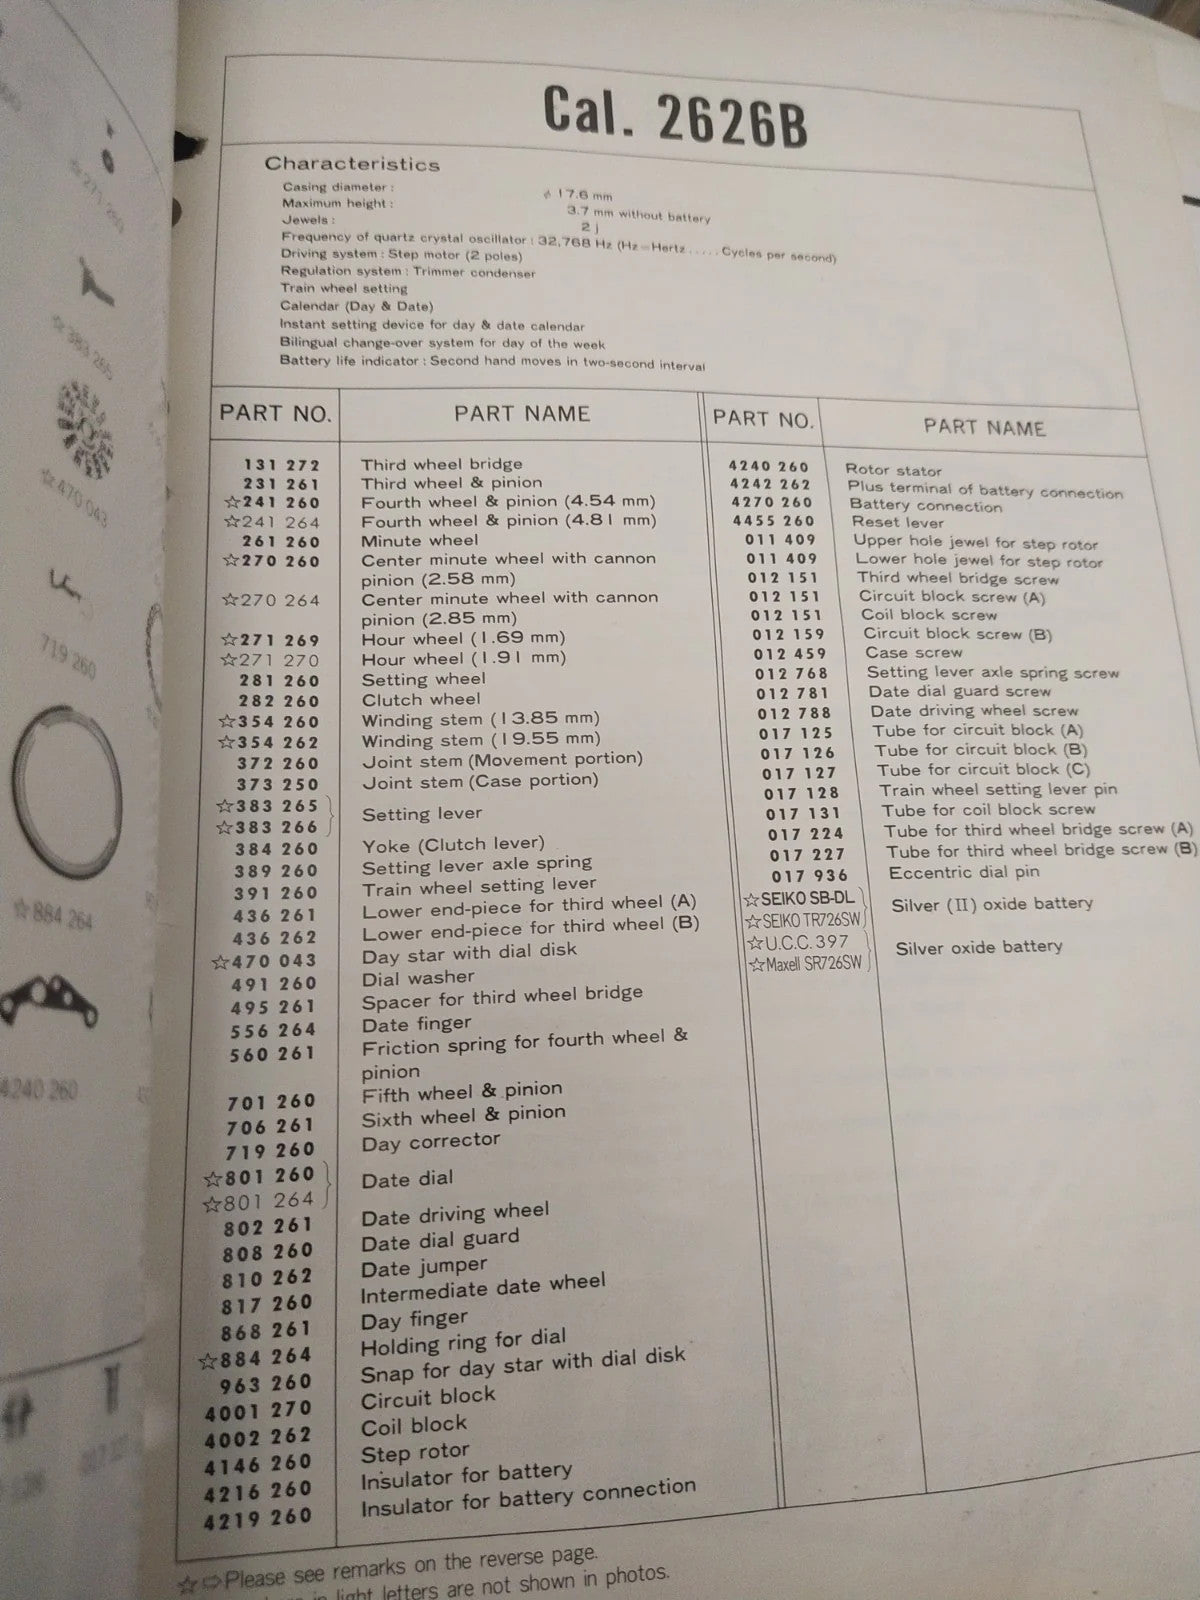 Cal. 2626B
Characteristics
Casing diameter : ϕ 17.6 mm
Maximum height : 3.7 mm without battery
Jewels : 2 j
Frequency of quartz crystal oscillator : 32,768 Hz (Hz=Hertz ..... Cycles per second)
Driving system : Step motor (2 poles)
Regulation system : Trimmer condenser
Train wheel setting
Calendar (Day & Date)
Instant setting device for day & date calendar
Bilingual change-over system for day of the week
Battery life indicator : Second hand moves in two-second interval
PART NO. PART NAME
131 272 Third wheel bridge
231 261 Third wheel & pinion
☆241 260 Fourth wheel & pinion (4.54 mm)
☆241 264 Fourth wheel & pinion (4.81 mm)
261 260 Minute wheel
☆270 260 Center minute wheel with cannon
pinion (2.58 mm)
☆270 264 Center minute wheel with cannon
pinion (2.85 mm)
☆271 269 Hour wheel (1.69 mm)
☆271 270 Hour wheel (1.91 mm)
281 260 Setting wheel
282 260 Clutch wheel
☆354 260 Winding stem (13.85 mm)
☆354 262 Winding stem (19.55 mm)
372 260 Joint stem (Movement portion)
373 250 Joint stem (Case portion)
☆383 265
☆383 266 Setting lever
384 260 Yoke (Clutch lever)
389 260 Setting lever axle spring
391 260 Train wheel setting lever
436 261 Lower end-piece for third wheel (A)
436 262 Lower end-piece for third wheel (B)
☆470 043 Day star with dial disk
491 260 Dial washer
495 261 Spacer for third wheel bridge
556 264 Date finger
560 261 Friction spring for fourth wheel &
pinion
701 260 Fifth wheel & pinion
706 261 Sixth wheel & pinion
719 260 Day corrector
☆801 260
☆801 264 Date dial
802 261 Date driving wheel
808 260 Date dial guard
810 262 Date jumper
817 260 Intermediate date wheel
868 261 Day finger
☆884 264 Holding ring for dial
963 260 Snap for day star with dial disk
4001 270 Circuit block
4002 262 Coil block
4146 260 Step rotor
4216 260 Insulator for battery
4219 260 Insulator for battery connection
PART NO. PART NAME
4240 260 Rotor stator
4242 262 Plus terminal of battery connection
4270 260 Battery connection
4455 260 Reset lever
011 409 Upper hole jewel for step rotor
011 409 Lower hole jewel for step rotor
012 151 Third wheel bridge screw
012 151 Circuit block screw (A)
012 151 Coil block screw
012 159 Circuit block screw (B)
012 459 Case screw
012 768 Setting lever axle spring screw
012 781 Date dial guard screw
012 788 Date driving wheel screw
017 125 Tube for circuit block (A)
017 126 Tube for circuit block (B)
017 127 Tube for circuit block (C)
017 128 Train wheel setting lever pin
017 131 Tube for coil block screw
017 224 Tube for third wheel bridge screw (A)
017 227 Tube for third wheel bridge screw (B)
017 936 Eccentric dial pin
☆SEIKO SB-DL
☆SEIKO TR726SW Silver (II) oxide battery
☆U.C.C. 397
☆Maxell SR726SW Silver oxide battery
☆⇨Please see remarks on the reverse page.
in light letters are not shown in photos.
☆271 269
☆383 265
☆470 043
719 260
☆884 264
4240 260